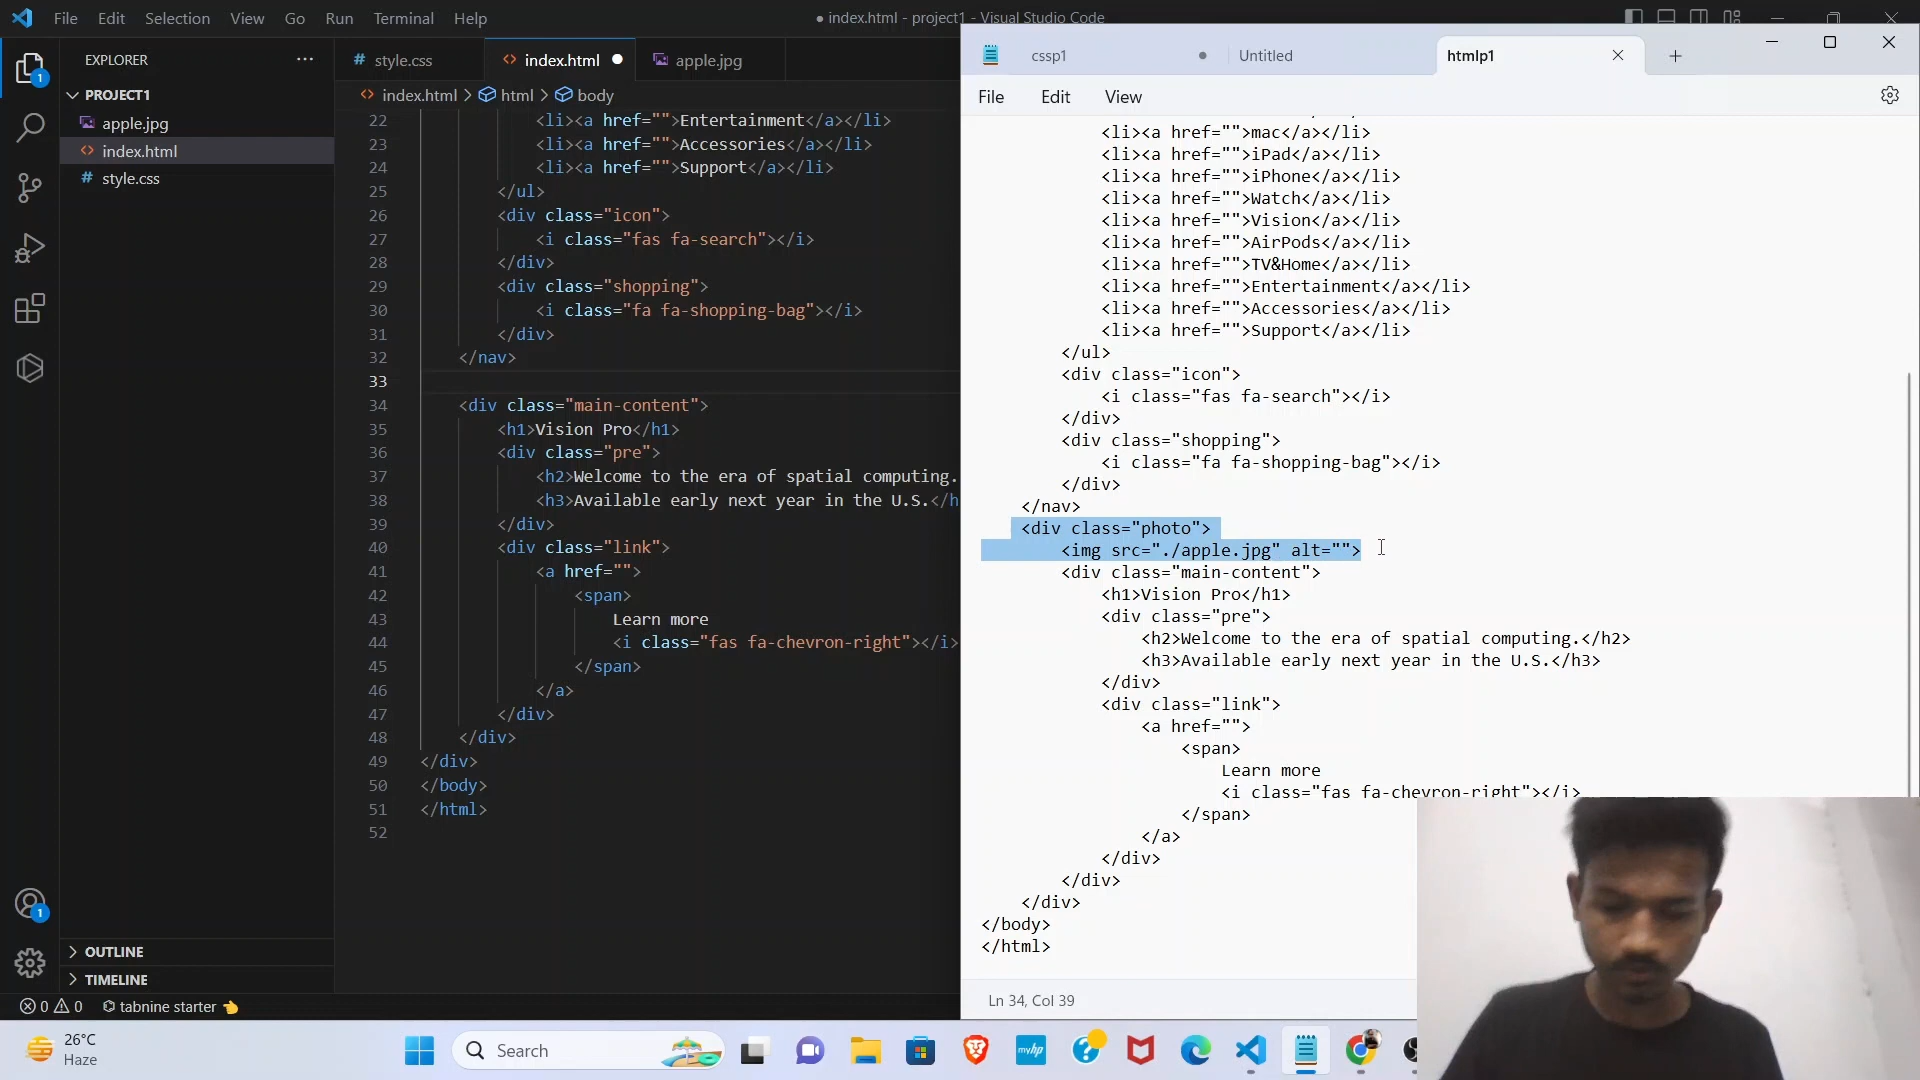 File Edit Selection View Go Run Terminal Help
● index.html - project1 - Visual Studio Code
EXPLORER
PROJECT1
apple.jpg
index.html
style.css
OUTLINE
TIMELINE
style.css index.html apple.jpg
index.html > html > body
22 <li><a href="">Entertainment</a></li>
23 <li><a href="">Accessories</a></li>
24 <li><a href="">Support</a></li>
25 </ul>
26 <div class="icon">
27 <i class="fas fa-search"></i>
28 </div>
29 <div class="shopping">
30 <i class="fa fa-shopping-bag"></i>
31 </div>
32 </nav>
33
34 <div class="main-content">
35 <h1>Vision Pro</h1>
36 <div class="pre">
37 <h2>Welcome to the era of spatial computing.
38 <h3>Available early next year in the U.S.</h
39 </div>
40 <div class="link">
41 <a href="">
42 <span>
43 Learn more
44 <i class="fas fa-chevron-right"></i>
45 </span>
46 </a>
47 </div>
48 </div>
49 </div>
50 </body>
51 </html>
52
0 0 tabnine starter 👈
cssp1 Untitled htmlp1
File Edit View
<li><a href="">mac</a></li>
<li><a href="">iPad</a></li>
<li><a href="">iPhone</a></li>
<li><a href="">Watch</a></li>
<li><a href="">Vision</a></li>
<li><a href="">AirPods</a></li>
<li><a href="">TV&Home</a></li>
<li><a href="">Entertainment</a></li>
<li><a href="">Accessories</a></li>
<li><a href="">Support</a></li>
</ul>
<div class="icon">
<i class="fas fa-search"></i>
</div>
<div class="shopping">
<i class="fa fa-shopping-bag"></i>
</div>
</nav>
<div class="photo">
<img src="./apple.jpg" alt="">
<div class="main-content">
<h1>Vision Pro</h1>
<div class="pre">
<h2>Welcome to the era of spatial computing.</h2>
<h3>Available early next year in the U.S.</h3>
</div>
<div class="link">
<a href="">
<span>
Learn more
<i class="fas fa-chevron-right"></i>
</span>
</a>
</div>
</div>
</div>
</body>
</html>
Ln 34, Col 39
26°C
Haze
Search
myhp